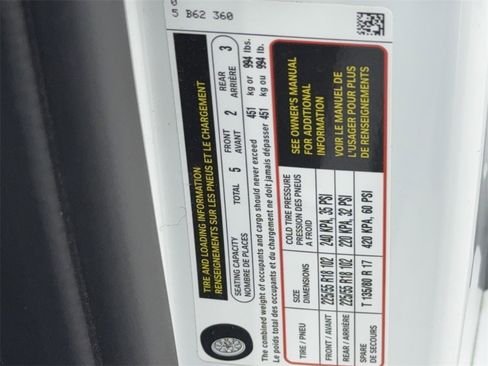 5 B62 360
TIRE AND LOADING INFORMATION
RENSEIGNEMENTS SUR LES PNEUS ET LE CHARGEMENT
SEATING CAPACITY
NOMBRE DE PLACES
TOTAL 5
FRONT
AVANT
2
REAR
ARRIÈRE
3
The combined weight of occupants and cargo should never exceed 451 kg or 994 lbs.
Le poids total des occupants et du chargement ne doit jamais dépasser 451 kg ou 994 lb.
TIRE / PNEU
SIZE
DIMENSIONS
COLD TIRE PRESSURE
PRESSION DES PNEUS
A FROID
FRONT / AVANT 225/55 R18 102 240 KPA, 35 PSI
REAR / ARRIÈRE 225/55 R18 102 220 KPA, 32 PSI
SPARE
DE SECOURS
T 135/80 R 17 420 KPA, 60 PSI
SEE OWNER'S MANUAL
FOR ADDITIONAL
INFORMATION
VOIR LE MANUEL DE
L'USAGER POUR PLUS
DE RENSEIGNEMENTS